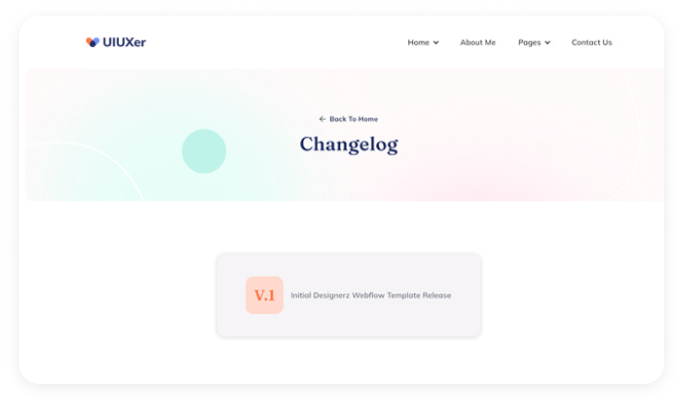 UIUXer
Home
About Me
Pages
Contact Us
← Back To Home
Changelog
V.1
Initial Designerz Webflow Template Release